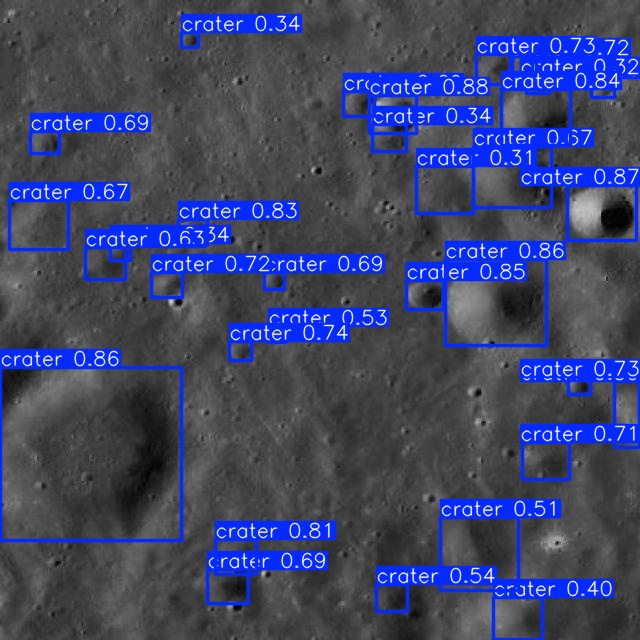 crater 0.34
crater 0.73
.72
0.32
crater 0.84
crater 0.88
crater 0.34
crater 0.69
crater 0.67
crater 0.31
crater 0.87
crater 0.67
crater 0.83
crater 0.63
.34
crater 0.72
crater 0.69
crater 0.86
crater 0.85
crater 0.53
crater 0.74
crater 0.86
crater 0.73
crater 0.71
crater 0.51
crater 0.81
crater 0.69
crater 0.54
crater 0.40